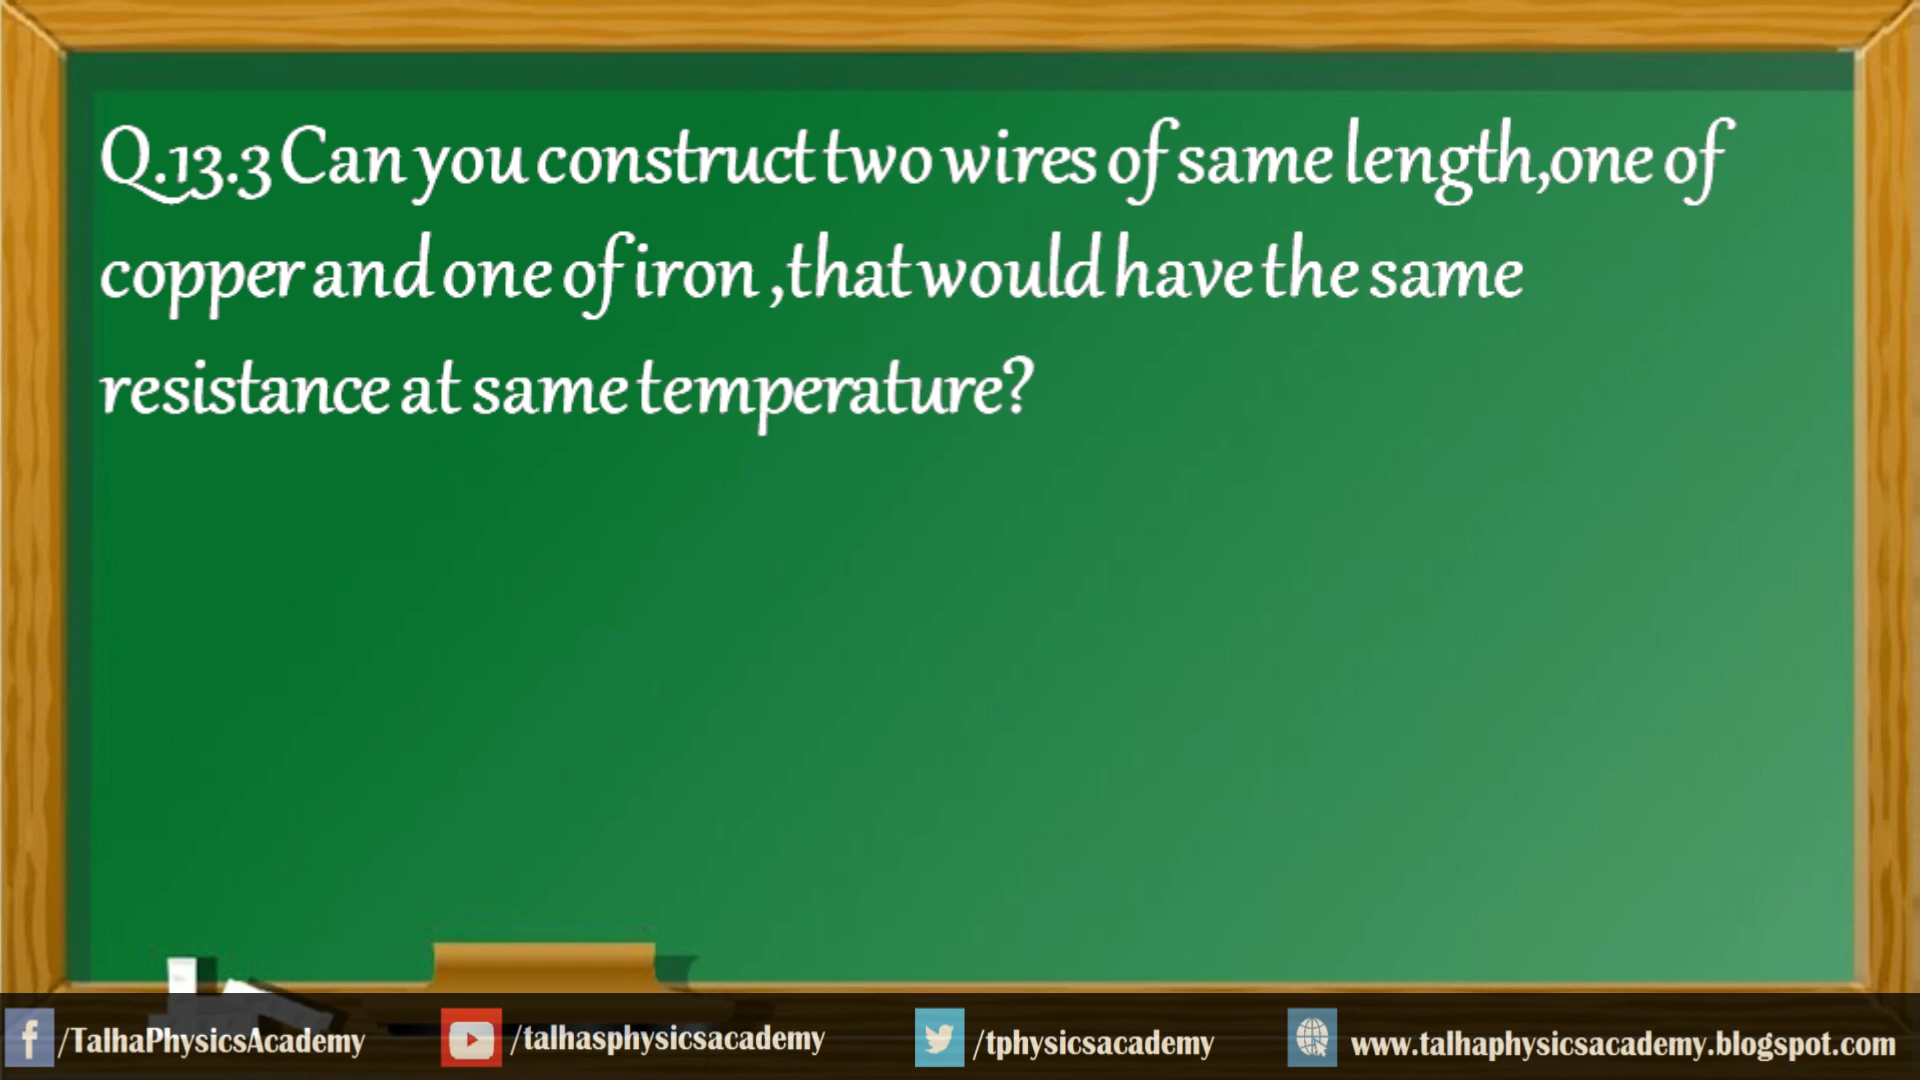 Q.13.3 Can you construct two wires of same length,one of
copper and one of iron ,that would have the same
resistance at same temperature?
/TalhaPhysicsAcademy /talhasphysicsacademy /tphysicsacademy www.talhaphysicsacademy.blogspot.com